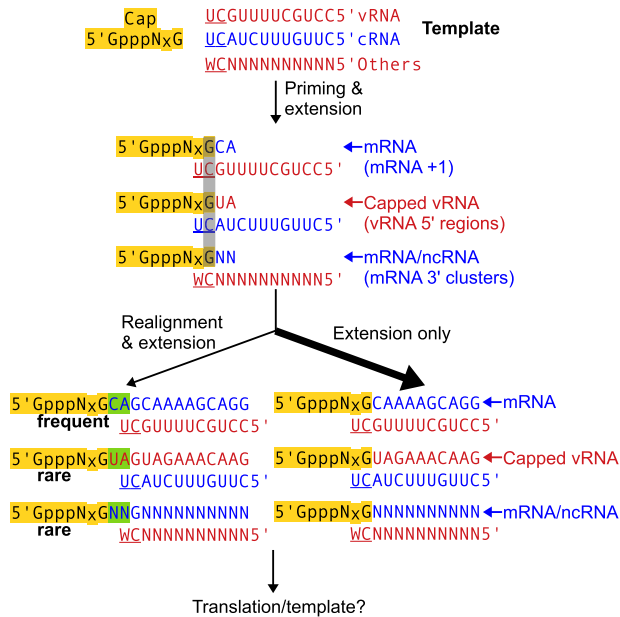 Cap
5'GpppNxG
UCGUUUUCGUCC5'vRNA
UCAUCUUUGUUC5'cRNA
WCNNNNNNNNNN5'Others
Template
Priming &
extension
5'GpppNxGCA
UCGUUUUCGUCC5'
mRNA
(mRNA +1)
5'GpppNxGUA
UCAUCUUUGUUC5'
Capped vRNA
(vRNA 5' regions)
5'GpppNxGNN
WCNNNNNNNNNN5'
mRNA/ncRNA
(mRNA 3' clusters)
Realignment
& extension
Extension only
5'GpppNxGCAGCAAAAGCAGG
frequent
UCGUUUUCGUCC5'
5'GpppNxGCAAAAGCAGG
mRNA
UCGUUUUCGUCC5'
5'GpppNxGUAGUAGAAACAAG
rare
UCAUCUUUGUUC5'
5'GpppNxGUAGAAACAAG
Capped vRNA
UCAUCUUUGUUC5'
5'GpppNxGNNGNNNNNNNNNN
rare
WCNNNNNNNNNN5'
5'GpppNxGNNNNNNNNNN
mRNA/ncRNA
WCNNNNNNNNNN5'
Translation/template?